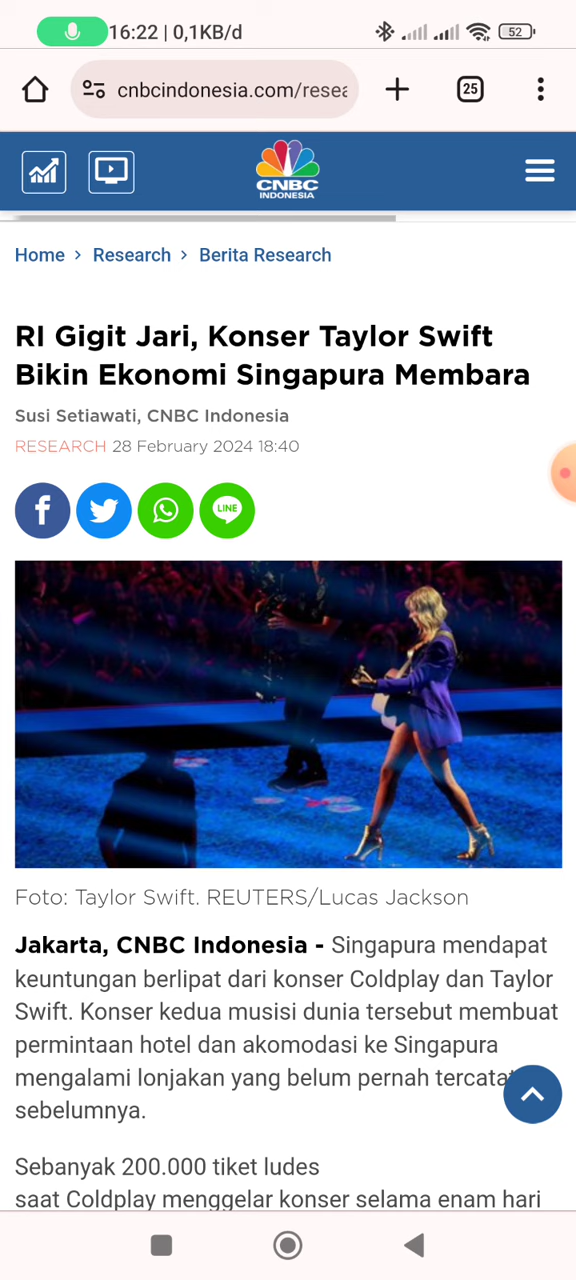 16:22 | 0,1KB/d
52
cnbcindonesia.com/resea
25
CNBC
INDONESIA
Home > Research > Berita Research
RI Gigit Jari, Konser Taylor Swift
Bikin Ekonomi Singapura Membara
Susi Setiawati, CNBC Indonesia
RESEARCH 28 February 2024 18:40
LINE
Foto: Taylor Swift. REUTERS/Lucas Jackson
Jakarta, CNBC Indonesia - Singapura mendapat
keuntungan berlipat dari konser Coldplay dan Taylor
Swift. Konser kedua musisi dunia tersebut membuat
permintaan hotel dan akomodasi ke Singapura
mengalami lonjakan yang belum pernah tercatat
sebelumnya.
Sebanyak 200.000 tiket ludes
saat Coldplay menggelar konser selama enam hari